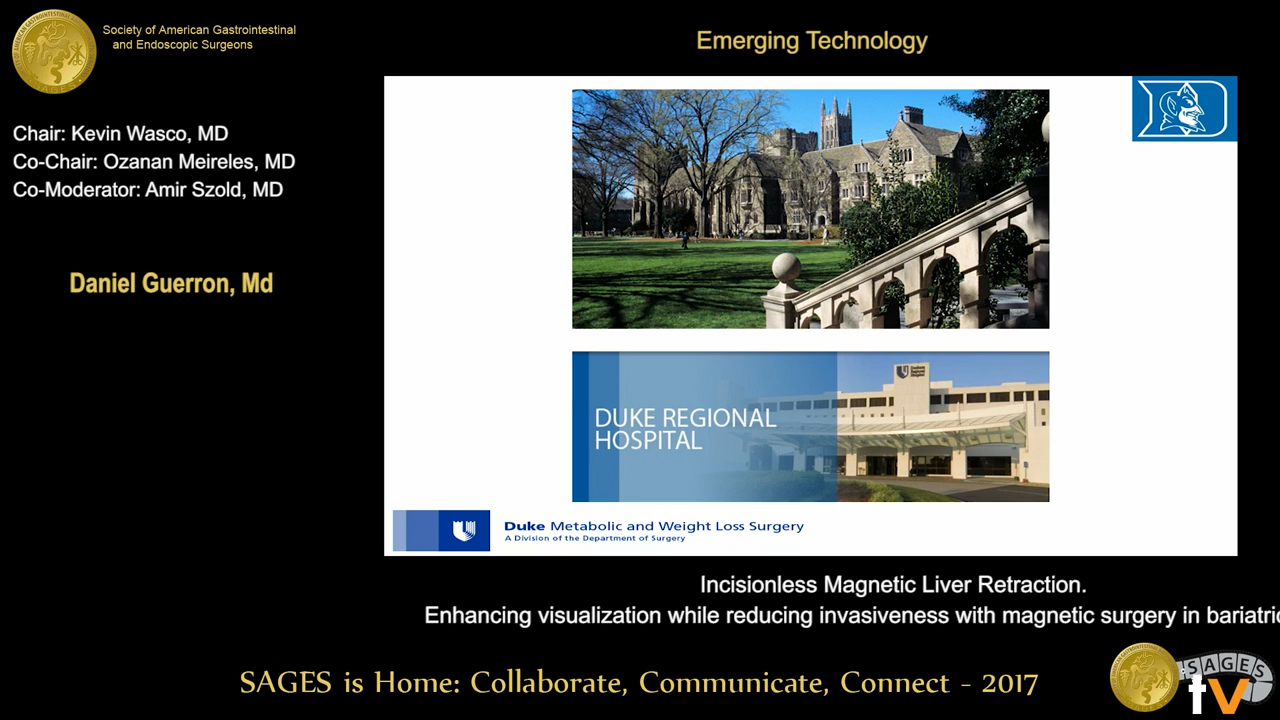 Society of American Gastrointestinal
and Endoscopic Surgeons
Emerging Technology
Chair: Kevin Wasco, MD
Co-Chair: Ozanan Meireles, MD
Co-Moderator: Amir Szold, MD
Daniel Guerron, Md
DUKE REGIONAL
HOSPITAL
Duke Metabolic and Weight Loss Surgery
A Division of the Department of Surgery
Incisionless Magnetic Liver Retraction.
Enhancing visualization while reducing invasiveness with magnetic surgery in bariatric
SAGES is Home: Collaborate, Communicate, Connect - 2017
SAGES
tv